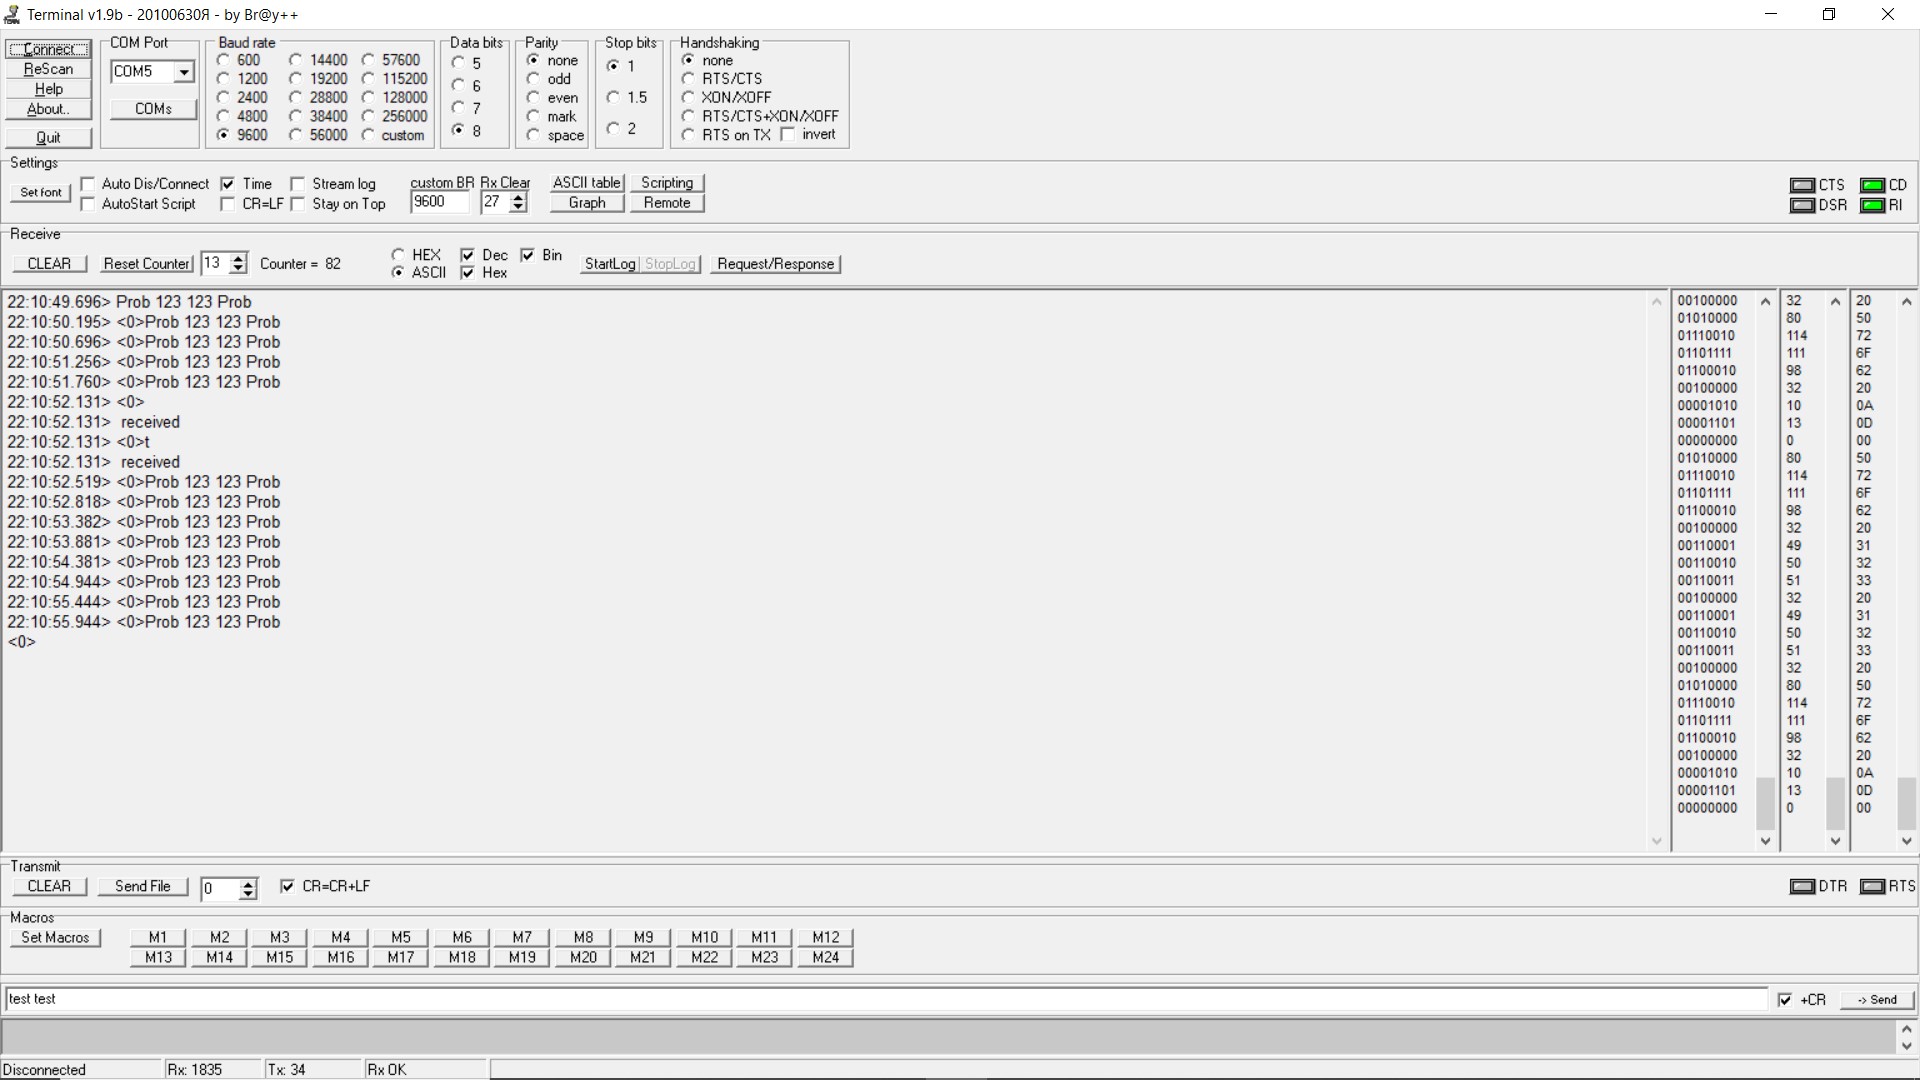 Terminal v1.9b - 20100630Я - by Br@y++
Connect
ReScan
Help
About..
Quit
COM Port
COM5
COMs
Baud rate
600 14400 57600
1200 19200 115200
2400 28800 128000
4800 38400 256000
9600 56000 custom
Data bits
5
6
7
8
Parity
none
odd
even
mark
space
Stop bits
1
1.5
2
Handshaking
none
RTS/CTS
XON/XOFF
RTS/CTS+XON/XOFF
RTS on TX invert
Settings
Set font
Auto Dis/Connect Time Stream log
AutoStart Script CR=LF Stay on Top
custom BR Rx Clear
9600 27
ASCII table Scripting
Graph Remote
CTS CD
DSR RI
Receive
CLEAR Reset Counter 13 Counter = 82
HEX Dec Bin
ASCII Hex
StartLog StopLog Request/Response
22:10:49.696> Prob 123 123 Prob
22:10:50.195> <0>Prob 123 123 Prob
22:10:50.696> <0>Prob 123 123 Prob
22:10:51.256> <0>Prob 123 123 Prob
22:10:51.760> <0>Prob 123 123 Prob
22:10:52.131> <0>
22:10:52.131> received
22:10:52.131> <0>t
22:10:52.131> received
22:10:52.519> <0>Prob 123 123 Prob
22:10:52.818> <0>Prob 123 123 Prob
22:10:53.382> <0>Prob 123 123 Prob
22:10:53.881> <0>Prob 123 123 Prob
22:10:54.381> <0>Prob 123 123 Prob
22:10:54.944> <0>Prob 123 123 Prob
22:10:55.444> <0>Prob 123 123 Prob
22:10:55.944> <0>Prob 123 123 Prob
<0>
00100000 32 20
01010000 80 50
01110010 114 72
01101111 111 6F
01100010 98 62
00100000 32 20
00001010 10 0A
00001101 13 0D
00000000 0 00
01010000 80 50
01110010 114 72
01101111 111 6F
01100010 98 62
00100000 32 20
00110001 49 31
00110010 50 32
00110011 51 33
00100000 32 20
00110001 49 31
00110010 50 32
00110011 51 33
00100000 32 20
01010000 80 50
01110010 114 72
01101111 111 6F
01100010 98 62
00100000 32 20
00001010 10 0A
00001101 13 0D
00000000 0 00
Transmit
CLEAR Send File 0 CR=CR+LF
DTR RTS
Macros
Set Macros
M1 M2 M3 M4 M5 M6 M7 M8 M9 M10 M11 M12
M13 M14 M15 M16 M17 M18 M19 M20 M21 M22 M23 M24
test test
+CR -> Send
Disconnected Rx: 1835 Tx: 34 Rx OK